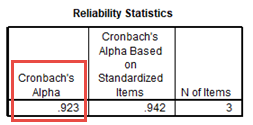 Reliability Statistics
Cronbach's
Alpha
Cronbach's
Alpha Based
on
Standardized
Items
N of Items
.923 .942 3